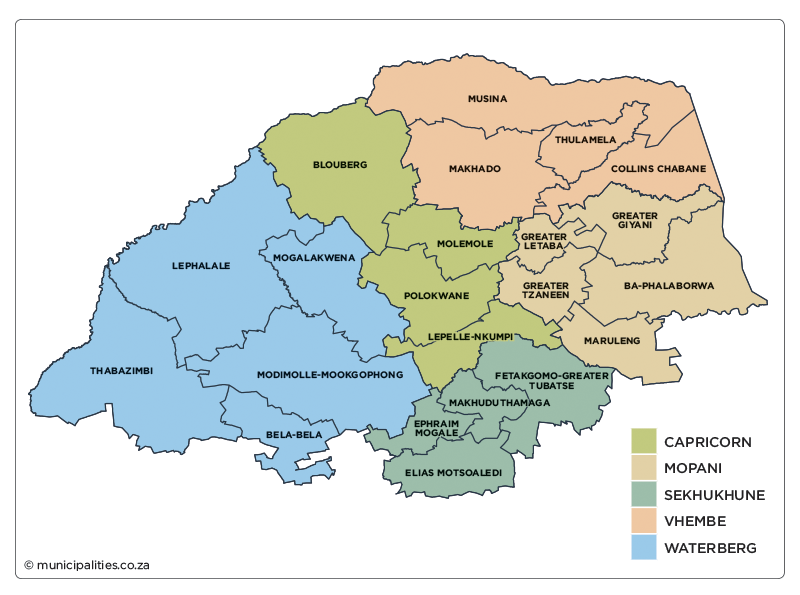 MUSINA
THULAMELA
BLOUBERG
MAKHADO
COLLINS CHABANE
GREATER
GIYANI
MOLEMOLE
GREATER
LETABA
MOGALAKWENA
LEPHALALE
POLOKWANE
GREATER
TZANEEN
BA-PHALABORWA
LEPELLE-NKUMPI
MARULENG
THABAZIMBI
MODIMOLLE-MOOKGOPHONG
FETAKGOMO-GREATER
TUBATSE
MAKHUDUTHAMAGA
EPHRAIM
MOGALE
BELA-BELA
ELIAS MOTSOALEDI
CAPRICORN
MOPANI
SEKHUKHUNE
VHEMBE
WATERBERG
© municipalities.co.za